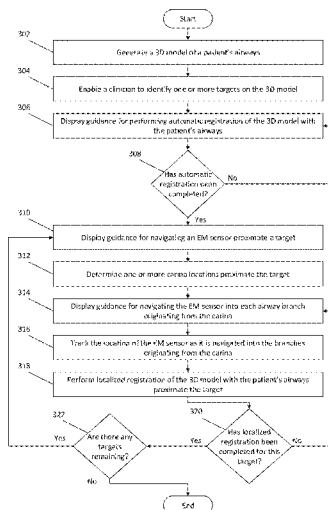 Start
302
Generate a 3D model of a patient's airways
304
Enable a clinician to identify one or more targets on the 3D model
306
Display guidance for performing automatic registration of the 3D model with
the patient's airways
308
Has automatic
registration been
completed?
No
Yes
310
Display guidance for navigating an EM sensor proximate a target
312
Determine one or more carina locations proximate the target
314
Display guidance for navigating the EM sensor into each airway branch
originating from the carina
316
Track the location of the EM sensor as it is navigated into the branches
originating from the carina
318
Perform localized registration of the 3D model with the patient's airways
proximate the target
322
Are there any
targets
remaining?
Yes
No
320
Has localized
registration been
completed for this
target?
Yes
No
End